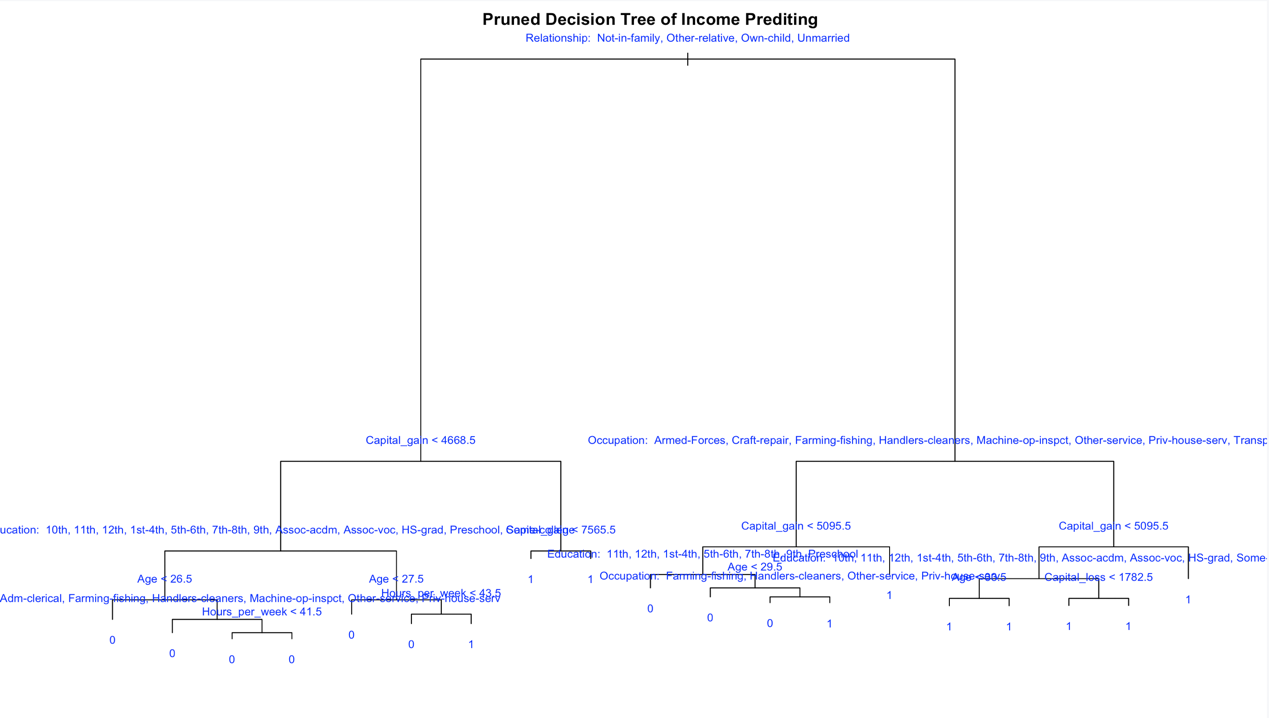 Pruned Decision Tree of Income Prediting
Relationship:  Not-in-family, Other-relative, Own-child, Unmarried
Capital_gain < 4668.5
Occupation:  Armed-Forces, Craft-repair, Farming-fishing, Handlers-cleaners, Machine-op-inspct, Other-service, Priv-house-serv, Transp
ucation:  10th, 11th, 12th, 1st-4th, 5th-6th, 7th-8th, 9th, Assoc-acdm, Assoc-voc, HS-grad, Preschool, Some-college
Capital_gain < 7565.5
Capital_gain < 5095.5
Capital_gain < 5095.5
Education:  11th, 12th, 1st-4th, 5th-6th, 7th-8th, 9th, Preschool
Education:  10th, 11th, 12th, 1st-4th, 5th-6th, 7th-8th, 9th, Assoc-acdm, Assoc-voc, HS-grad, Some-
Age < 29.5
Occupation:  Farming-fishing, Handlers-cleaners, Other-service, Priv-house-serv
Age <
Capital_loss < 1782.5
Age < 26.5
Age < 27.5
1
1
Hours_per_week < 43.5
Adm-clerical, Farming-fishing, Handlers-cleaners, Machine-op-inspct, Other-service, Priv-house-serv
Hours_per_week < 41.5
1
1
0
0
0
1
1
1
1
1
0
0
0
0
0
0
1